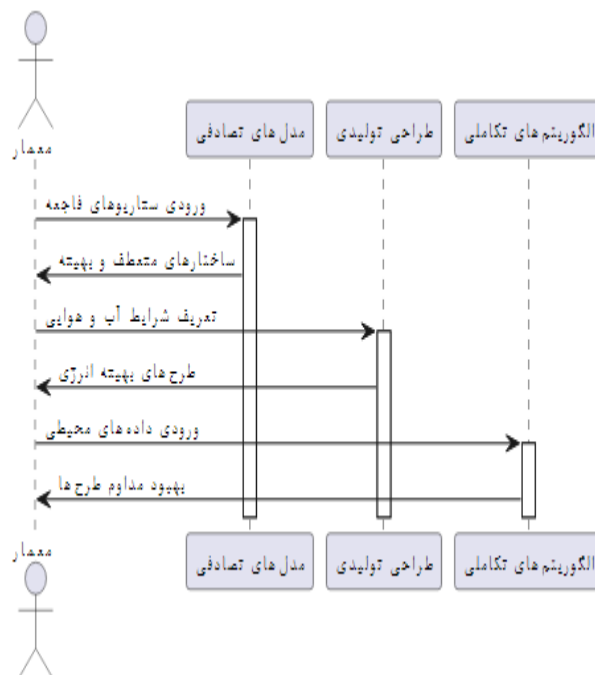 معمار
مدل های تصادفی
طراحی تولیدی
الگوریتم های تکاملی
ورودی سناریوهای فاجعه
ساختارهای منعطف و بهینه
تعریف شرایط آب و هوایی
طرح های بهینه انرژی
ورودی داده های محیطی
بهبود مداوم طرح ها
معمار
مدل های تصادفی
طراحی تولیدی
الگوریتم های تکاملی